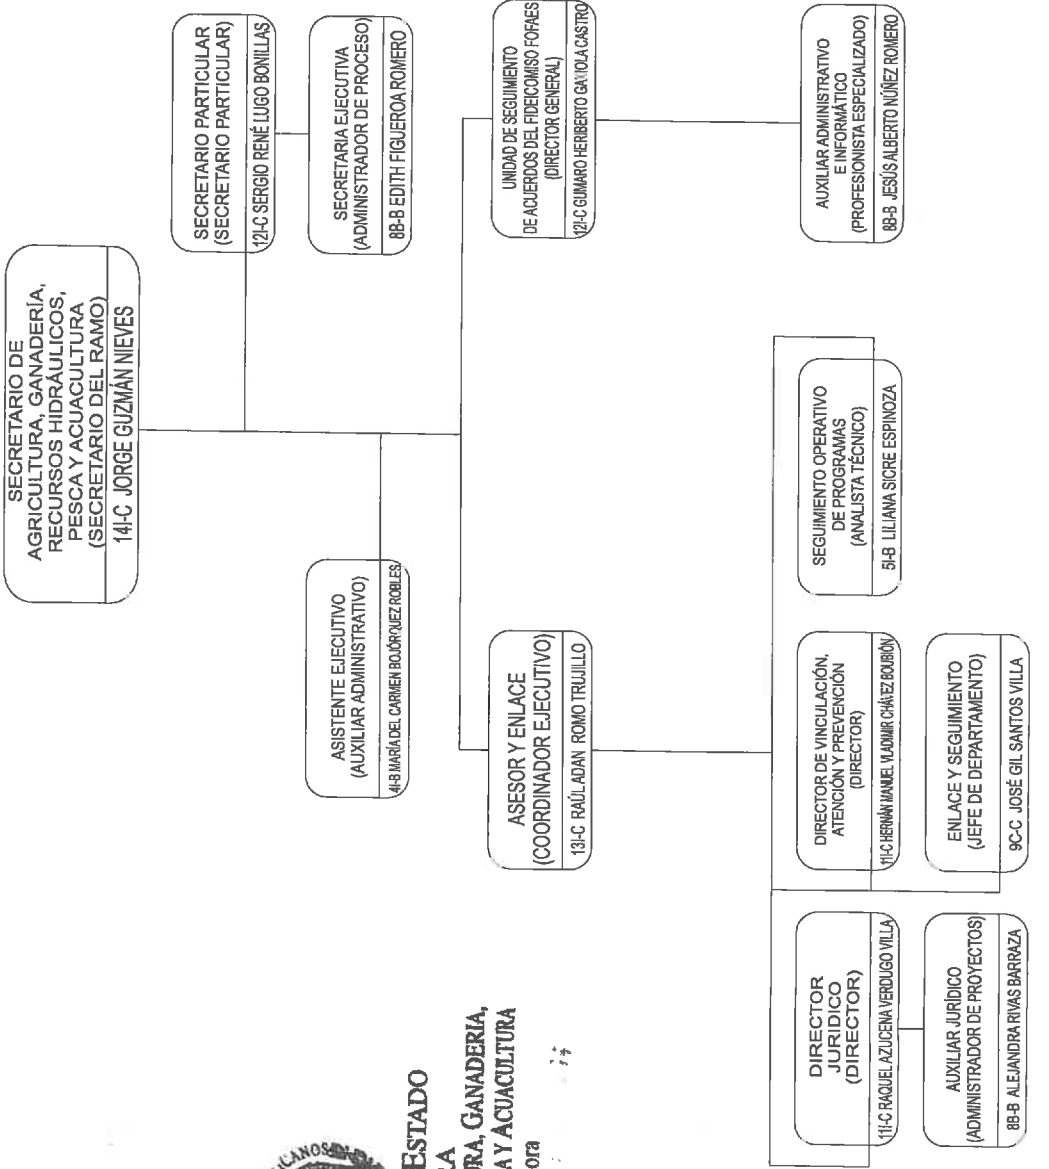 SECRETARIO DE
AGRICULTURA, GANADERÍA,
RECURSOS HIDRÁULICOS,
PESCA Y ACUACULTURA
(SECRETARIO DEL RAMO)
14I-C JORGE GUZMÁN NIEVES
SECRETARIO PARTICULAR
(SECRETARIO PARTICULAR)
12I-C SERGIO RENÉ LUGO BONILLAS
SECRETARIA EJECUTIVA
(ADMINISTRADOR DE PROCESO)
8B-B EDITH FIGUEROA ROMERO
ASISTENTE EJECUTIVO
(AUXILIAR ADMINISTRATIVO)
4I-B MARÍA DEL CARMEN BOJÓRQUEZ ROBLES
ASESOR Y ENLACE
(COORDINADOR EJECUTIVO)
13I-C RAÚL ADAN ROMO TRUJILLO
UNIDAD DE SEGUIMIENTO
DE ACUERDOS DEL FIDEICOMISO FOFAES
(DIRECTOR GENERAL)
12I-C GUMARO HERIBERTO GAXIOLA CASTRO
DIRECTOR
JURIDICO
(DIRECTOR)
11I-C RAQUEL AZUCENA VERDUGO VILLA
DIRECTOR DE VINCULACIÓN,
ATENCIÓN Y PREVENCIÓN
(DIRECTOR)
11I-C HERNÁN MANUEL VLADIMIR CHÁVEZ BOUBIÓN
SEGUIMIENTO OPERATIVO
DE PROGRAMAS
(ANALISTA TÉCNICO)
5I-B LILIANA SICRE ESPINOZA
AUXILIAR ADMINISTRATIVO
E INFORMÁTICO
(PROFESIONISTA ESPECIALIZADO)
8B-B JESÚS ALBERTO NÚÑEZ ROMERO
AUXILIAR JURÍDICO
(ADMINISTRADOR DE PROYECTOS)
8B-B ALEJANDRA RIVAS BARRAZA
ENLACE Y SEGUIMIENTO
(JEFE DE DEPARTAMENTO)
9C-C JOSÉ GIL SANTOS VILLA
ESTADO
RA, GANADERIA,
A Y ACUACULTURA
ora